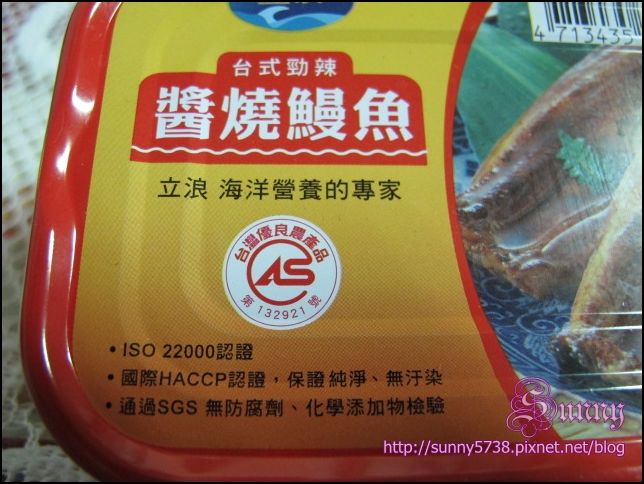 台式勁辣
醬燒鰻魚
立浪 海洋營養的專家
台灣優良農產品
CAS
第 132921 號
• ISO 22000認證
• 國際HACCP認證，保證純淨、無汙染
• 通過SGS 無防腐劑、化學添加物檢驗
4 713435
Sunny
http://sunny5738.pixnet.net/blog